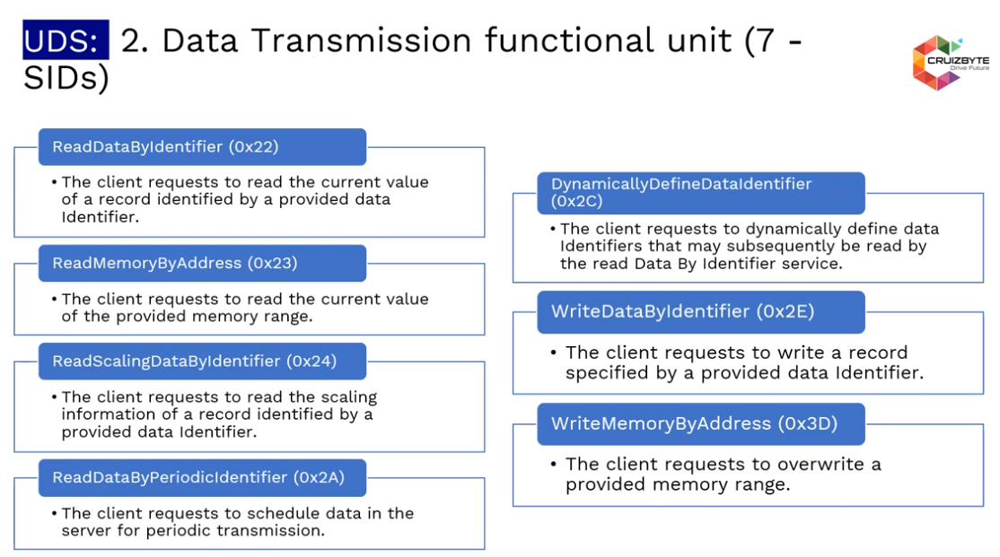 UDS: 2. Data Transmission functional unit (7 -
SIDs)
CRUIZBYTE
Drive Future
ReadDataByIdentifier (0x22)
• The client requests to read the current value
of a record identified by a provided data
Identifier.
ReadMemoryByAddress (0x23)
• The client requests to read the current value
of the provided memory range.
ReadScalingDataByIdentifier (0x24)
• The client requests to read the scaling
information of a record identified by a
provided data Identifier.
ReadDataByPeriodicIdentifier (0x2A)
• The client requests to schedule data in the
server for periodic transmission.
DynamicallyDefineDataIdentifier
(0x2C)
• The client requests to dynamically define data
Identifiers that may subsequently be read by
the read Data By Identifier service.
WriteDataByIdentifier (0x2E)
• The client requests to write a record
specified by a provided data Identifier.
WriteMemoryByAddress (0x3D)
• The client requests to overwrite a
provided memory range.